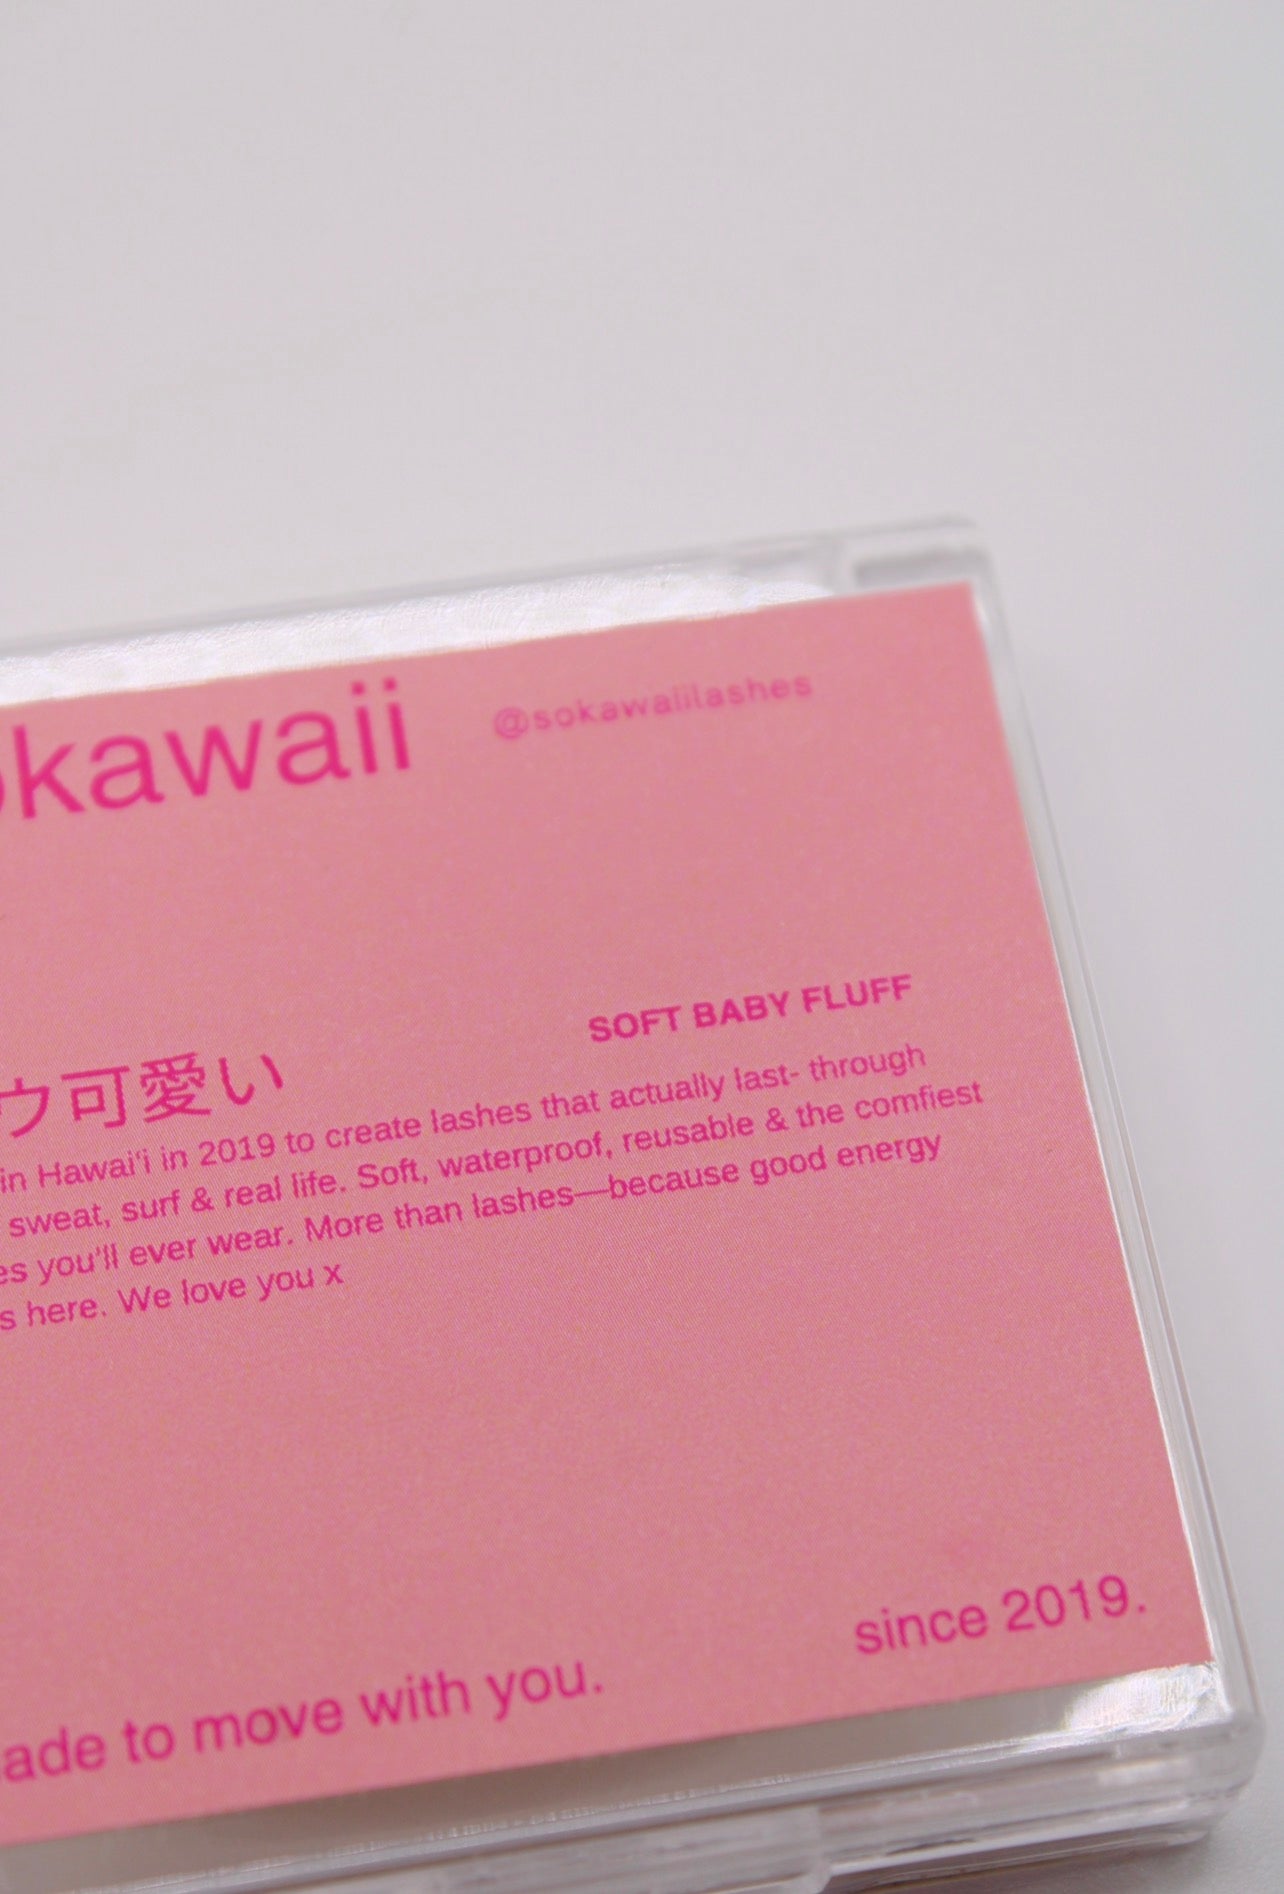 okawaii
@sokawaiilashes
SOFT BABY FLUFF
ウ可愛い
in Hawai'i in 2019 to create lashes that actually last- through
sweat, surf & real life. Soft, waterproof, reusable & the comfiest
es you'll ever wear. More than lashes—because good energy
s here. We love you x
since 2019.
ade to move with you.